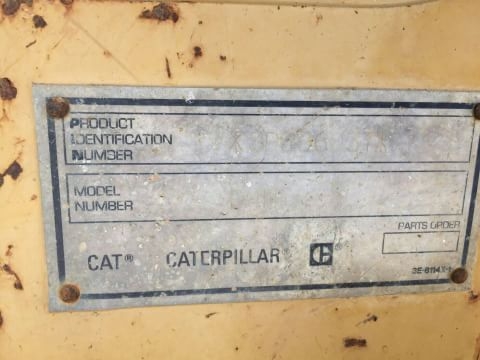 PRODUCT
IDENTIFICATION
NUMBER
MODEL
NUMBER
PARTS ORDER
CAT® CATERPILLAR